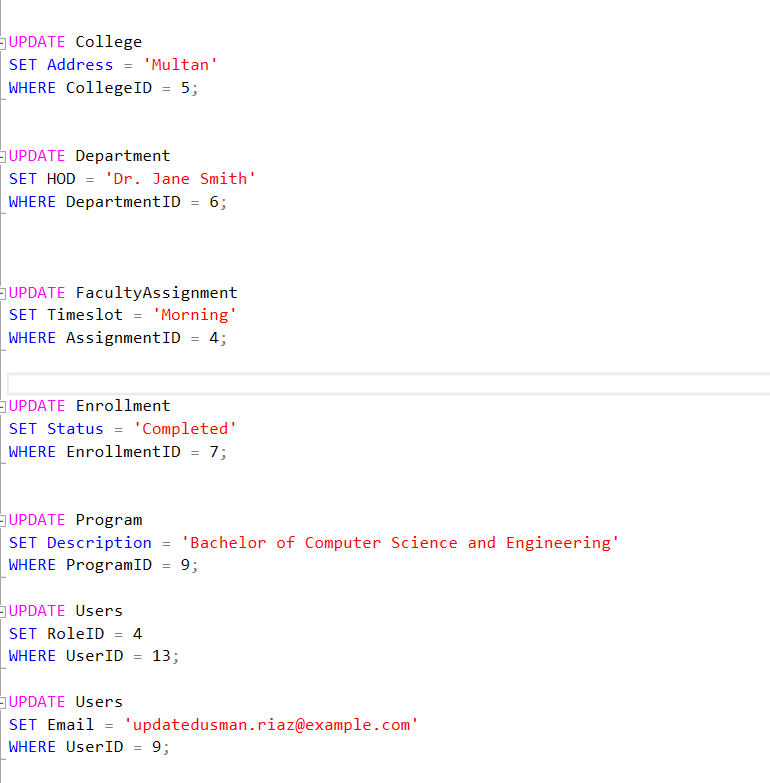 UPDATE College
SET Address = 'Multan'
WHERE CollegeID = 5;
UPDATE Department
SET HOD = 'Dr. Jane Smith'
WHERE DepartmentID = 6;
UPDATE FacultyAssignment
SET Timeslot = 'Morning'
WHERE AssignmentID = 4;
UPDATE Enrollment
SET Status = 'Completed'
WHERE EnrollmentID = 7;
UPDATE Program
SET Description = 'Bachelor of Computer Science and Engineering'
WHERE ProgramID = 9;
UPDATE Users
SET RoleID = 4
WHERE UserID = 13;
UPDATE Users
SET Email = 'updatedusman.riaz@example.com'
WHERE UserID = 9;